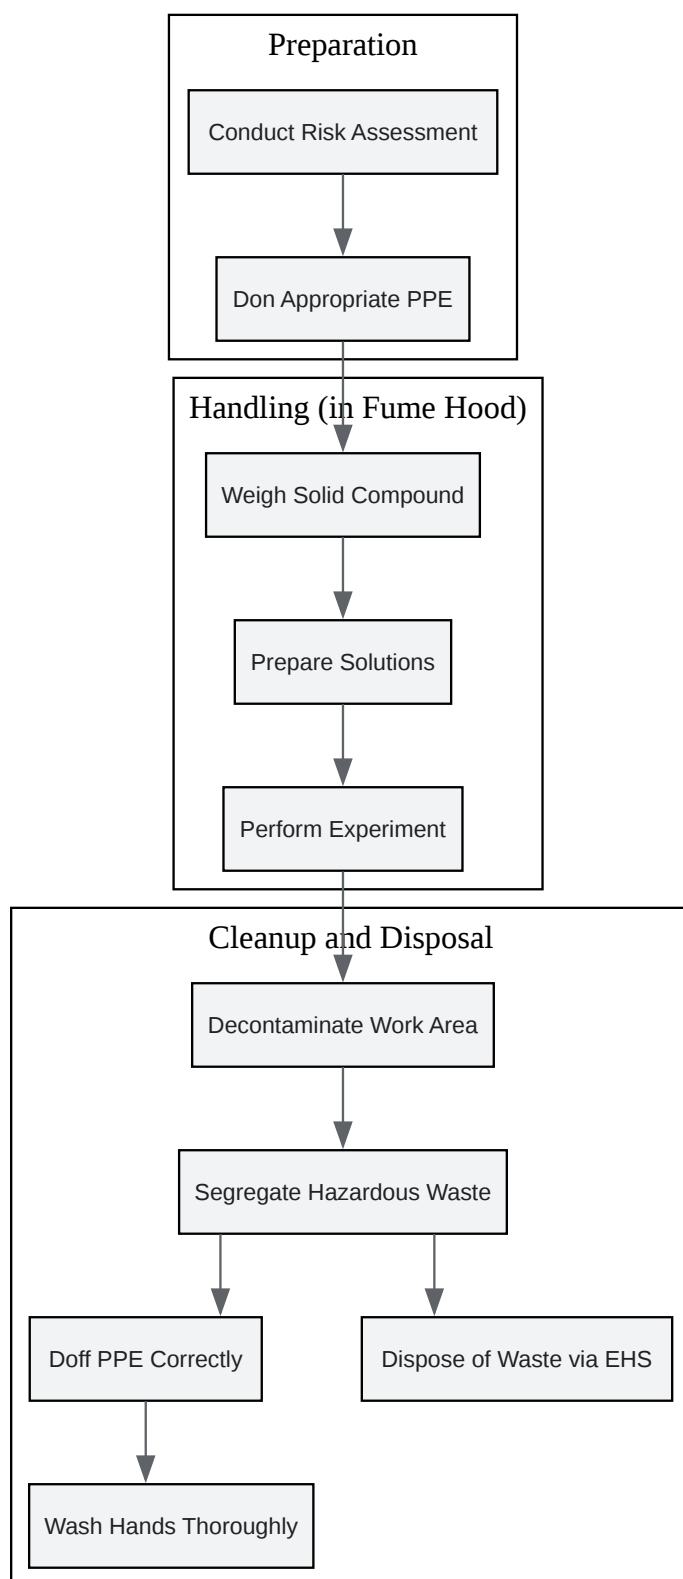 Preparation
Conduct Risk Assessment
Don Appropriate PPE
Handling (in Fume Hood)
Weigh Solid Compound
Prepare Solutions
Perform Experiment
Cleanup and Disposal
Decontaminate Work Area
Segregate Hazardous Waste
Doff PPE Correctly
Dispose of Waste via EHS
Wash Hands Thoroughly